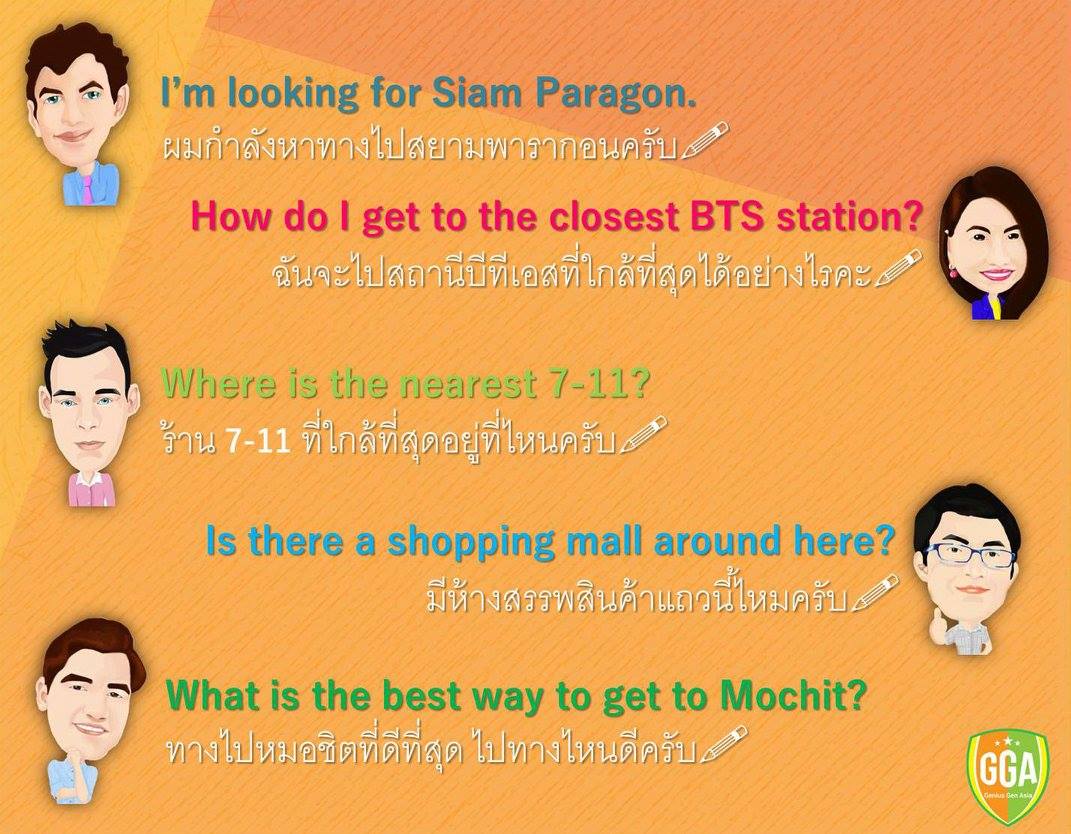 I'm looking for Siam Paragon.
ผมกำลังหาทางไปสยามพารากอนครับ
How do I get to the closest BTS station?
ฉันจะไปสถานีบีทีเอสที่ใกล้ที่สุดได้อย่างไรคะ
Where is the nearest 7-11?
ร้าน 7-11 ที่ใกล้ที่สุดอยู่ที่ไหนครับ
Is there a shopping mall around here?
มีห้างสรรพสินค้าแถวนี้ไหมครับ
What is the best way to get to Mochit?
ทางไปหมอชิตที่ดีที่สุด ไปทางไหนดีครับ
GGA
Genius Gen Asia